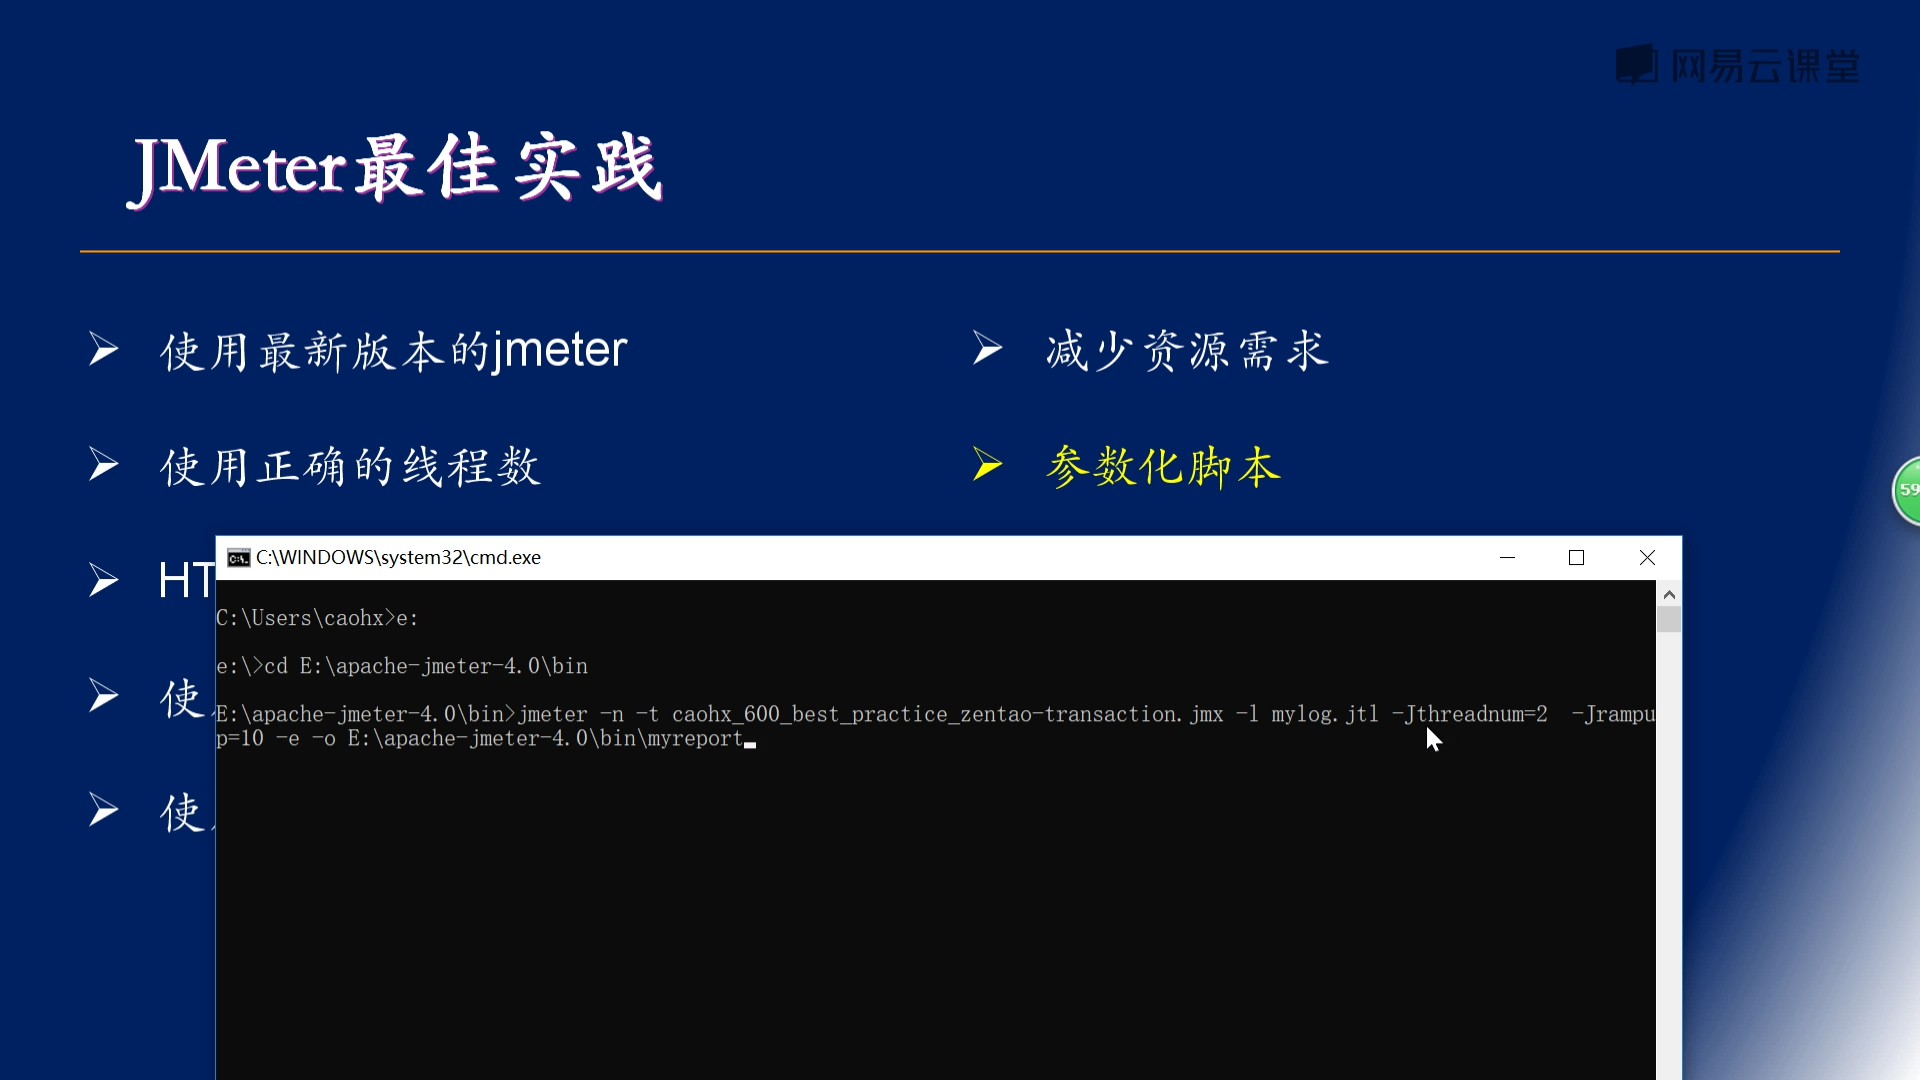 网易云课堂
JMeter最佳实践
使用最新版本的jmeter
使用正确的线程数
HT
使
使
减少资源需求
参数化脚本
59
C:\WINDOWS\system32\cmd.exe
C:\Users\caohx>e:
e:\>cd E:\apache-jmeter-4.0\bin
E:\apache-jmeter-4.0\bin>jmeter -n -t caohx_600_best_practice_zentao-transaction.jmx -l mylog.jtl -Jthreadnum=2  -Jrampu
p=10 -e -o E:\apache-jmeter-4.0\bin\myreport